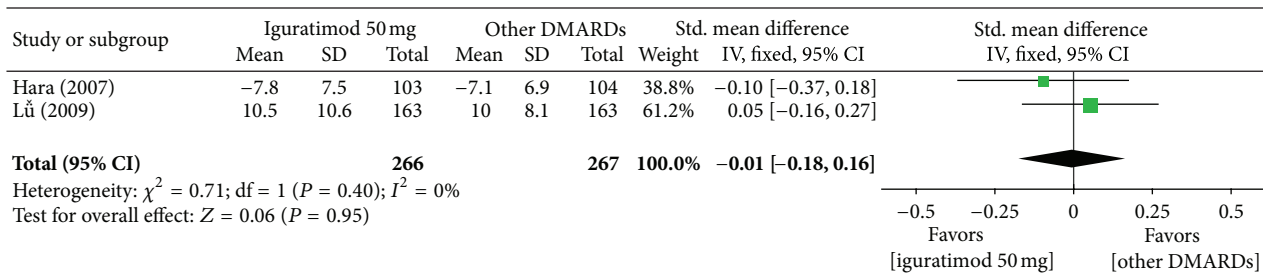 Study or subgroup Iguratimod 50 mg Other DMARDs Std. mean difference Std. mean difference
Mean SD Total Mean SD Total Weight IV, fixed, 95% CI IV, fixed, 95% CI
Hara (2007) −7.8 7.5 103 −7.1 6.9 104 38.8% −0.10 [−0.37, 0.18]
Lǚ (2009) 10.5 10.6 163 10 8.1 163 61.2% 0.05 [−0.16, 0.27]
Total (95% CI) 266 267 100.0% −0.01 [−0.18, 0.16]
Heterogeneity: χ² = 0.71; df = 1 (P = 0.40); I² = 0%
Test for overall effect: Z = 0.06 (P = 0.95)
−0.5 −0.25 0 0.25 0.5
Favors Favors
[iguratimod 50 mg] [other DMARDs]